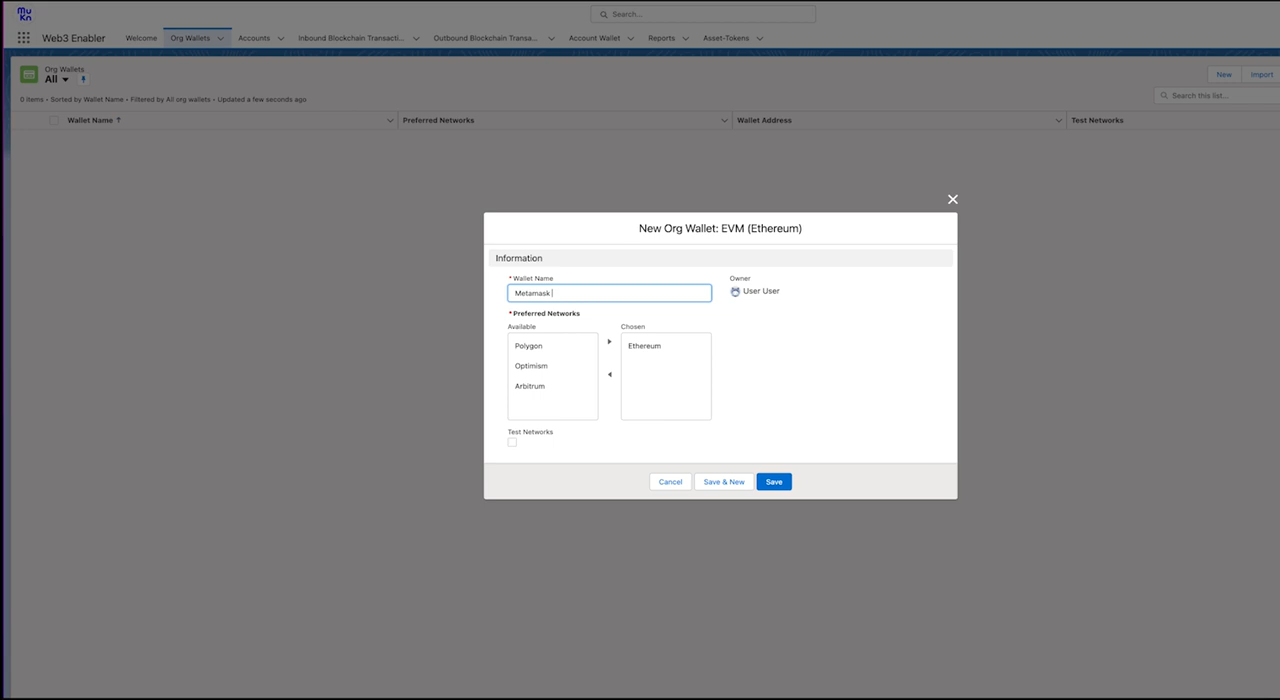 Mu
Kn
Search...
Web3 Enabler
Welcome
Org Wallets
Accounts
Inbound Blockchain Transacti...
Outbound Blockchain Transa...
Account Wallet
Reports
Asset-Tokens
Org Wallets
All
New
Import
0 items • Sorted by Wallet Name • Filtered by All org wallets • Updated a few seconds ago
Search this list...
Wallet Name ↑
Preferred Networks
Wallet Address
Test Networks
New Org Wallet: EVM (Ethereum)
Information
* Wallet Name
Metamask
Owner
User User
* Preferred Networks
Available
Chosen
Polygon
Optimism
Arbitrum
Ethereum
Test Networks
Cancel
Save & New
Save